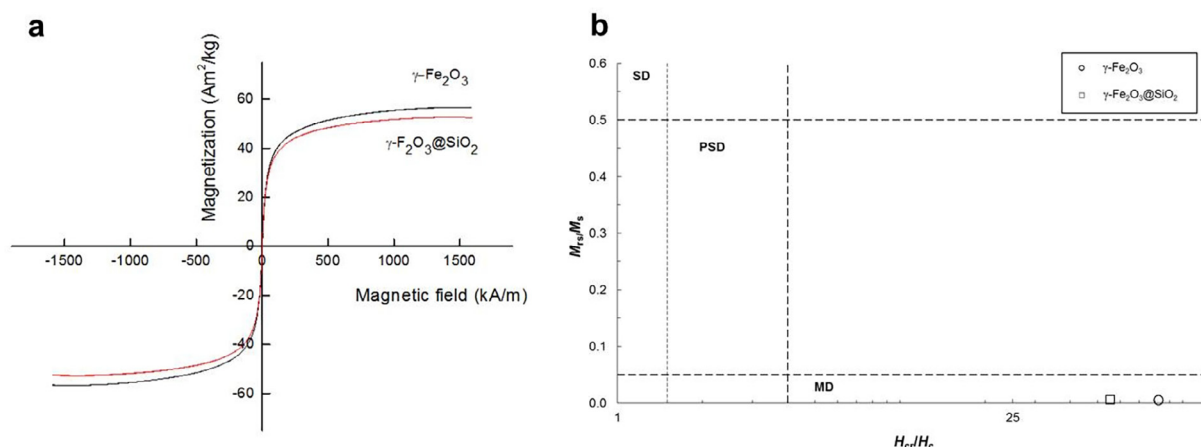 a
Magnetization (Am²/kg)
γ-Fe₂O₃
γ-F₂O₃@SiO₂
60
40
20
0
-20
-40
-60
-1500 -1000 -500 0 500 1000 1500
Magnetic field (kA/m)
b
γ-Fe₂O₃
γ-Fe₂O₃@SiO₂
SD
PSD
MD
0.6
0.5
0.4
0.3
0.2
0.1
0.0
Mrs/Ms
1 25
Hcr/Hc